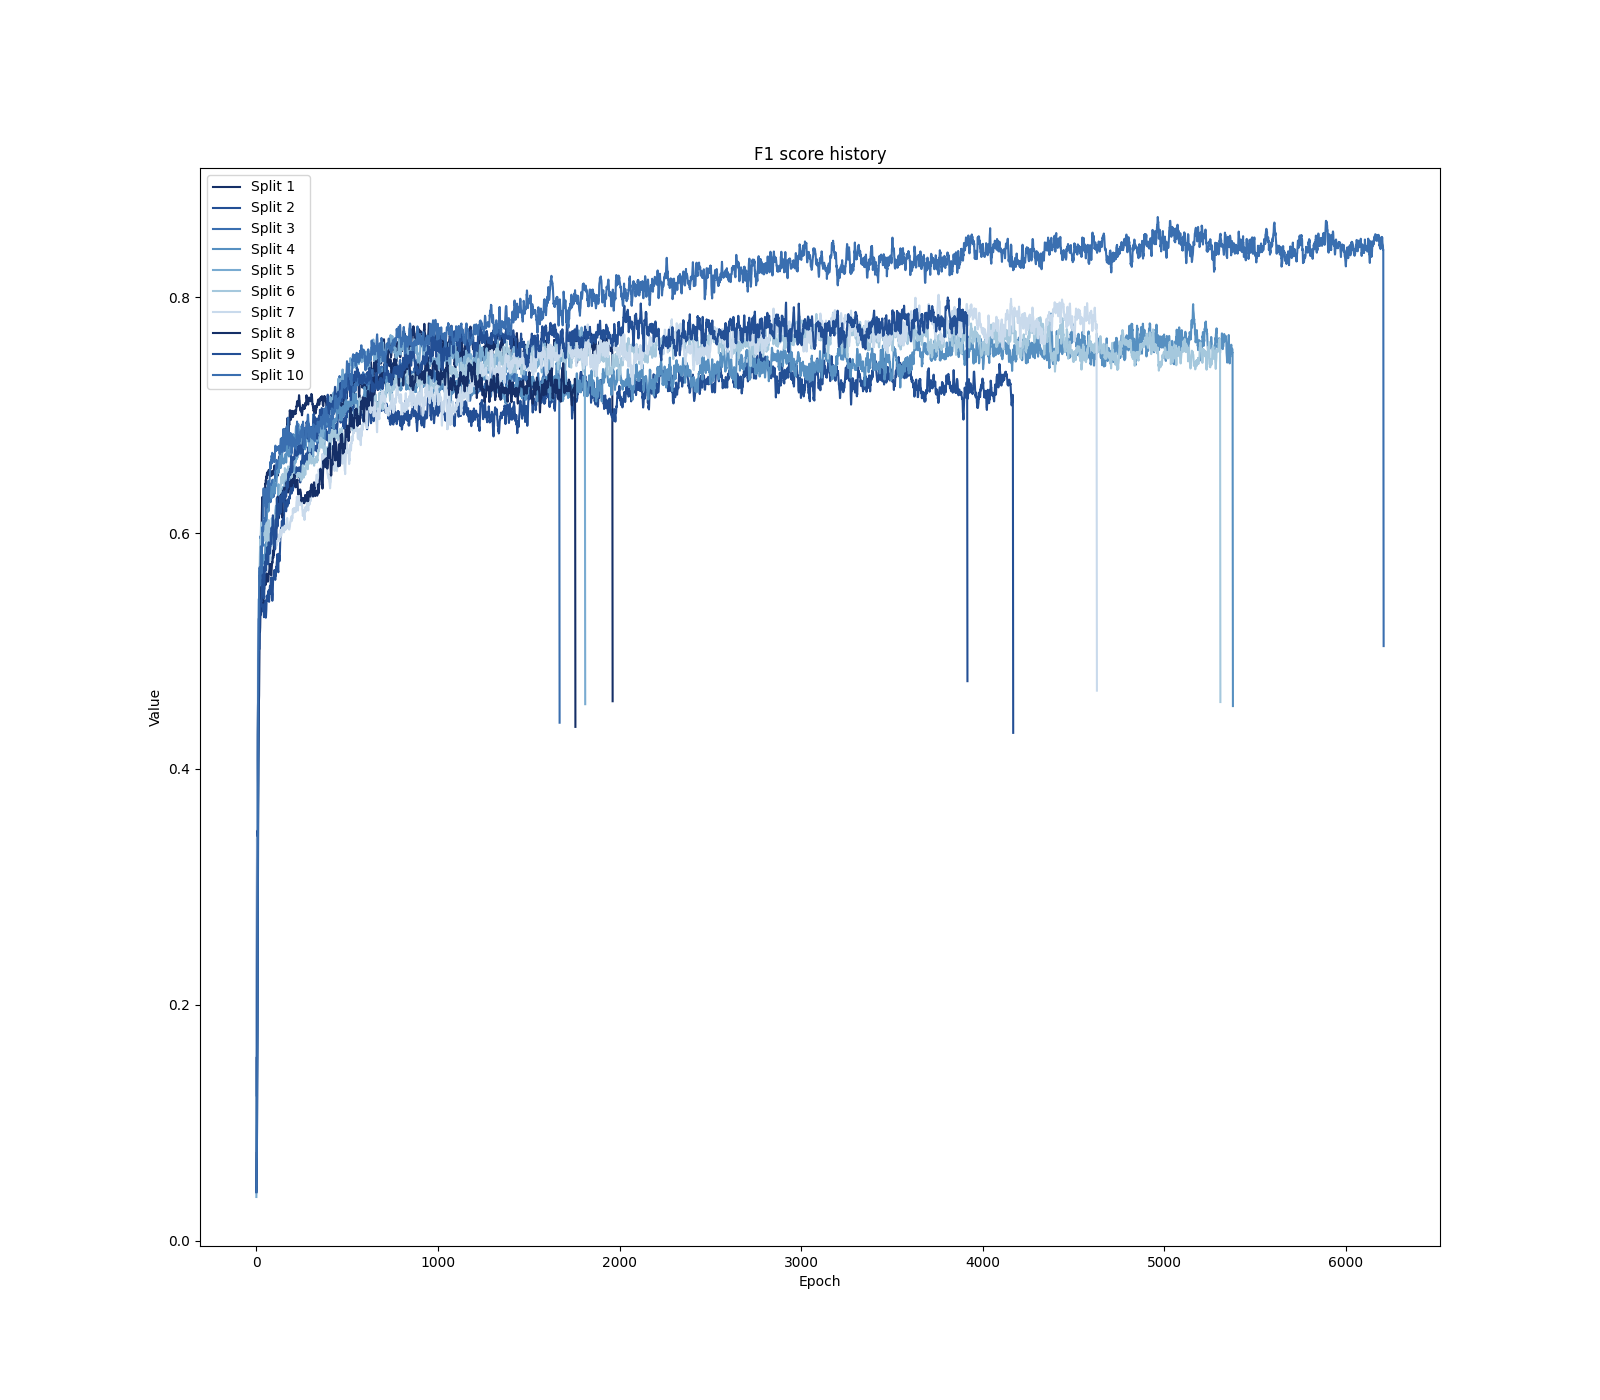 F1 score history
Split 1
Split 2
Split 3
Split 4
Split 5
Split 6
Split 7
Split 8
Split 9
Split 10
Value
0.8
0.6
0.4
0.2
0.0
0 1000 2000 3000 4000 5000 6000
Epoch